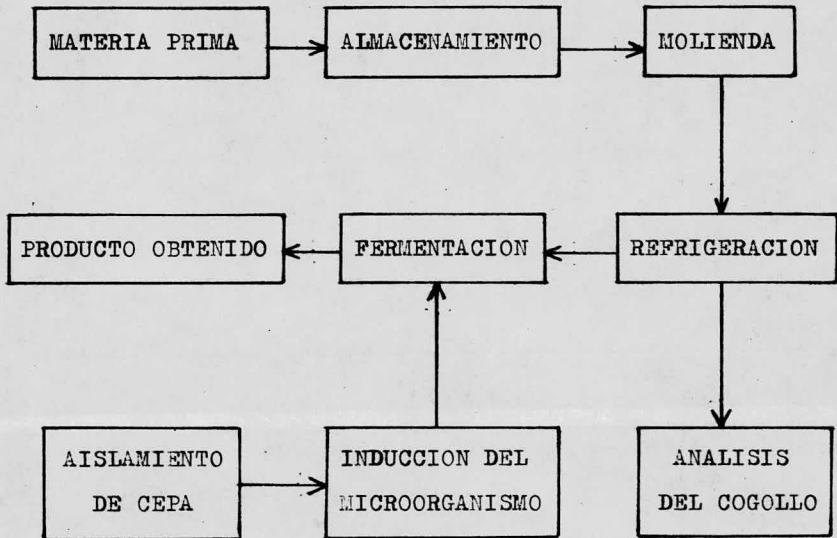 MATERIA PRIMA
ALMACENAMIENTO
MOLIENDA
PRODUCTO OBTENIDO
FERMENTACION
REFRIGERACION
AISLAMIENTO
DE CEPA
INDUCCION DEL
MICROORGANISMO
ANALISIS
DEL COGOLLO